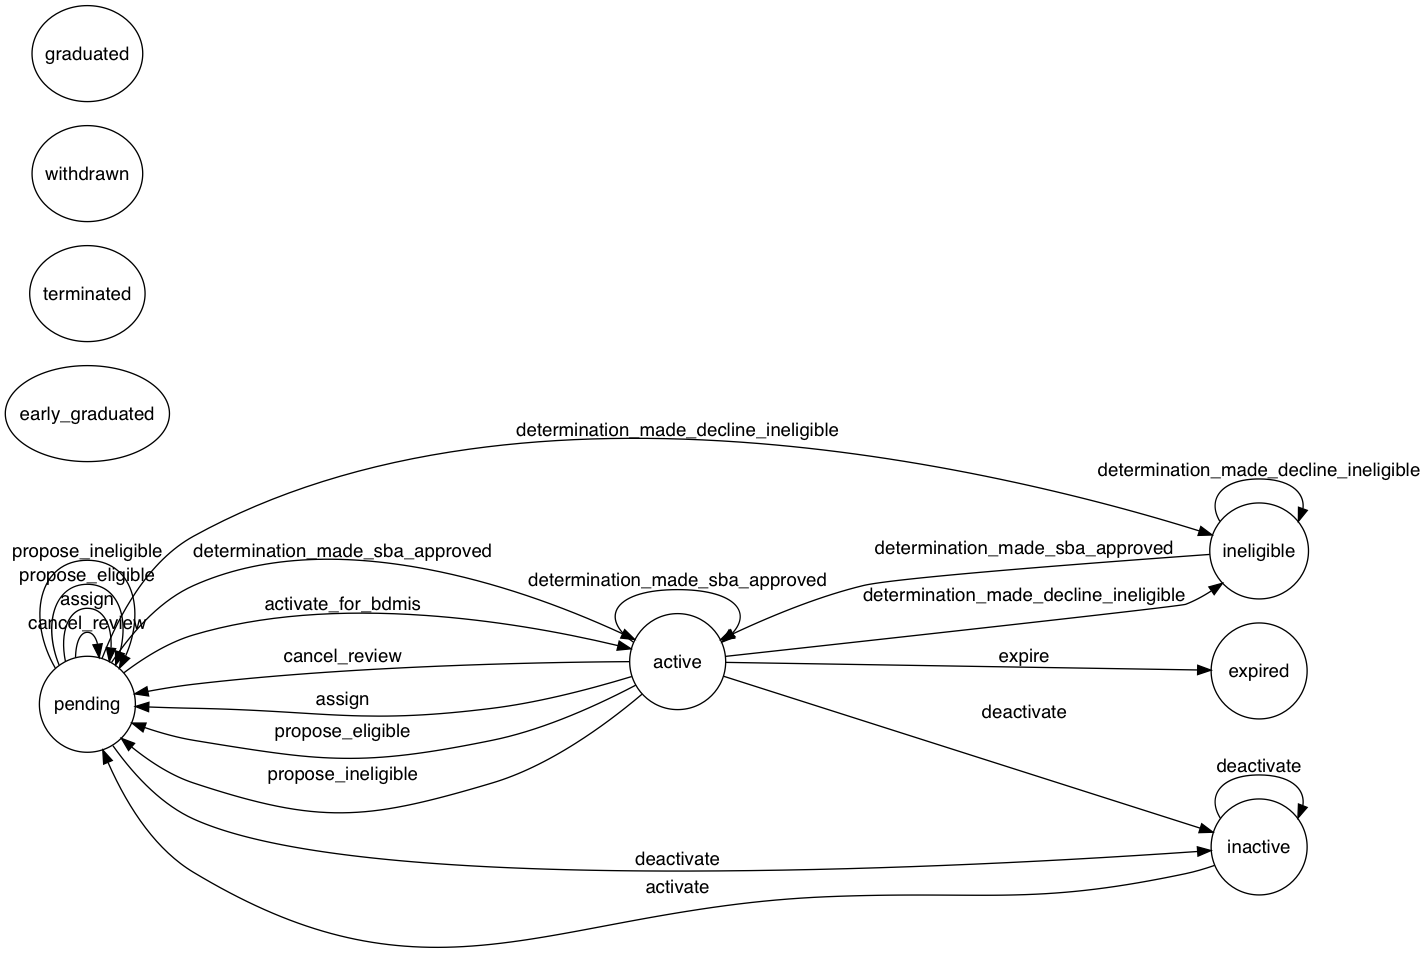 graduated
withdrawn
terminated
early_graduated
determination_made_decline_ineligible
determination_made_decline_ineligible
propose_ineligible
determination_made_sba_approved
determination_made_sba_approved
ineligible
propose_eligible
determination_made_sba_approved
assign
activate_for_bdmis
determination_made_decline_ineligible
cancel_review
cancel_review
active
expire
expired
assign
pending
deactivate
propose_eligible
propose_ineligible
deactivate
inactive
deactivate
activate